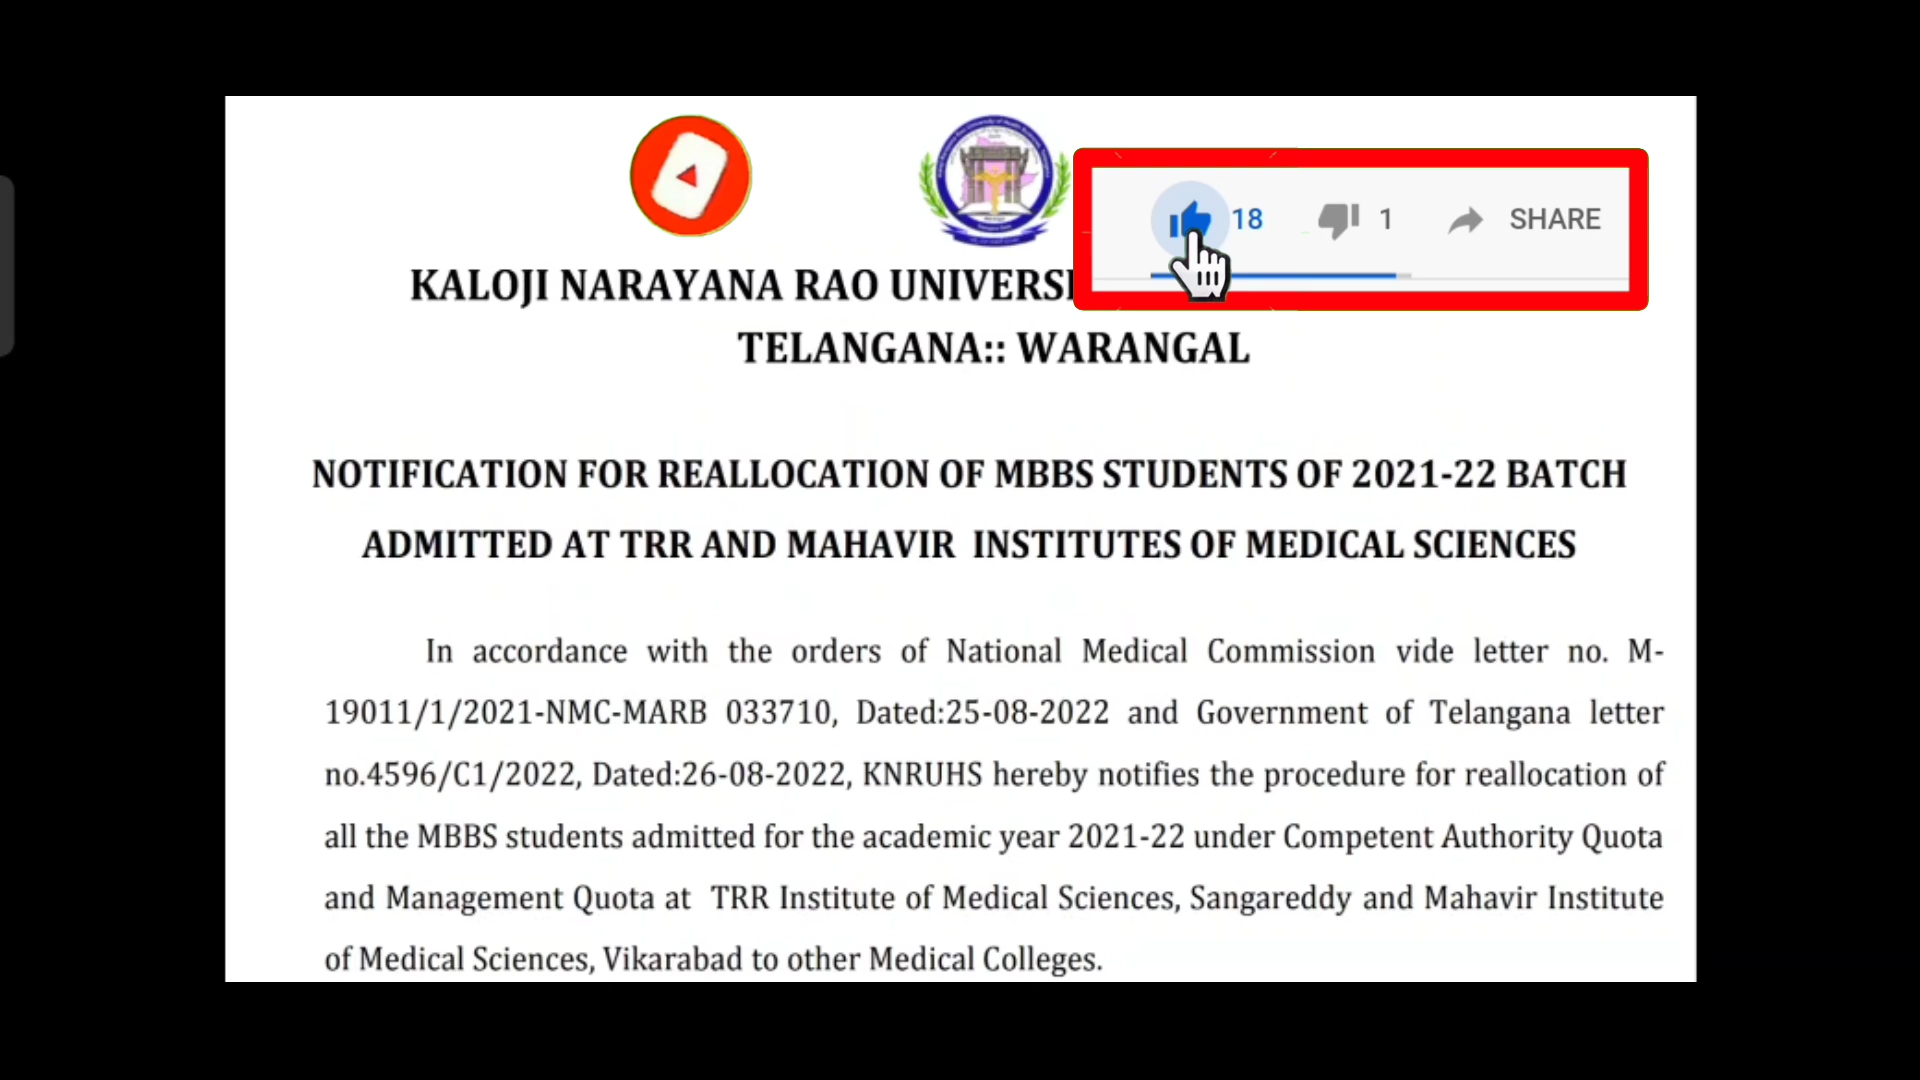 18 1 SHARE
KALOJI NARAYANA RAO
TELANGANA:: WARANGAL
NOTIFICATION FOR REALLOCATION OF MBBS STUDENTS OF 2021-22 BATCH
ADMITTED AT TRR AND MAHAVIR INSTITUTES OF MEDICAL SCIENCES
In accordance with the orders of National Medical Commission vide letter no. M-
19011/1/2021-NMC-MARB 033710, Dated:25-08-2022 and Government of Telangana letter
no.4596/C1/2022, Dated:26-08-2022, KNRUHS hereby notifies the procedure for reallocation of
all the MBBS students admitted for the academic year 2021-22 under Competent Authority Quota
and Management Quota at TRR Institute of Medical Sciences, Sangareddy and Mahavir Institute
of Medical Sciences, Vikarabad to other Medical Colleges.